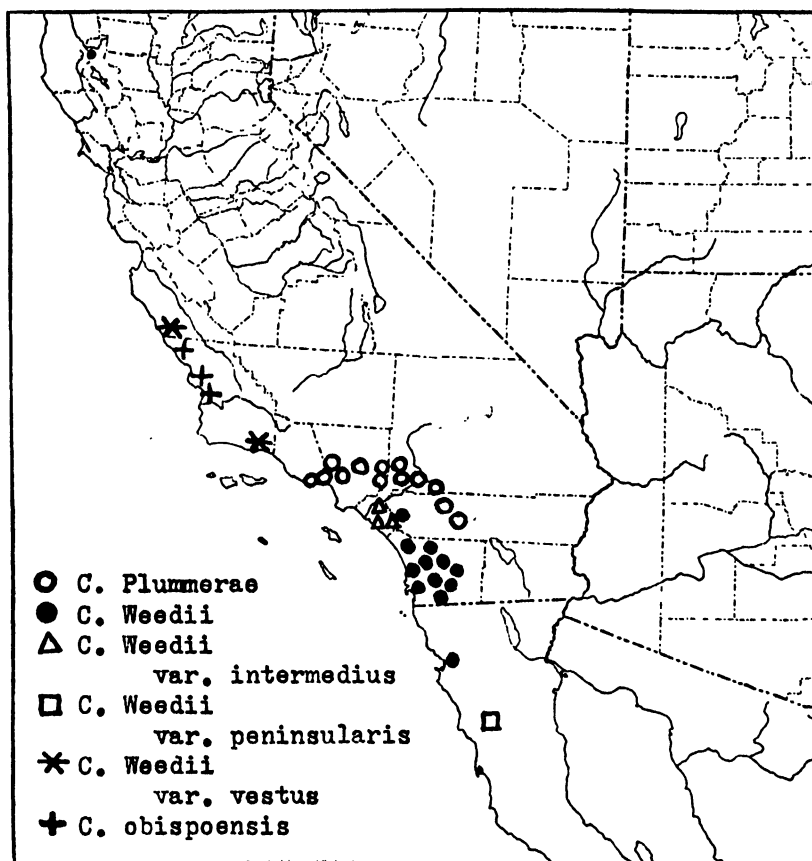 C. Plummerae
C. Weedii
C. Weedii
var. intermedius
C. Weedii
var. peninsularis
C. Weedii
var. vestus
C. obispoensis